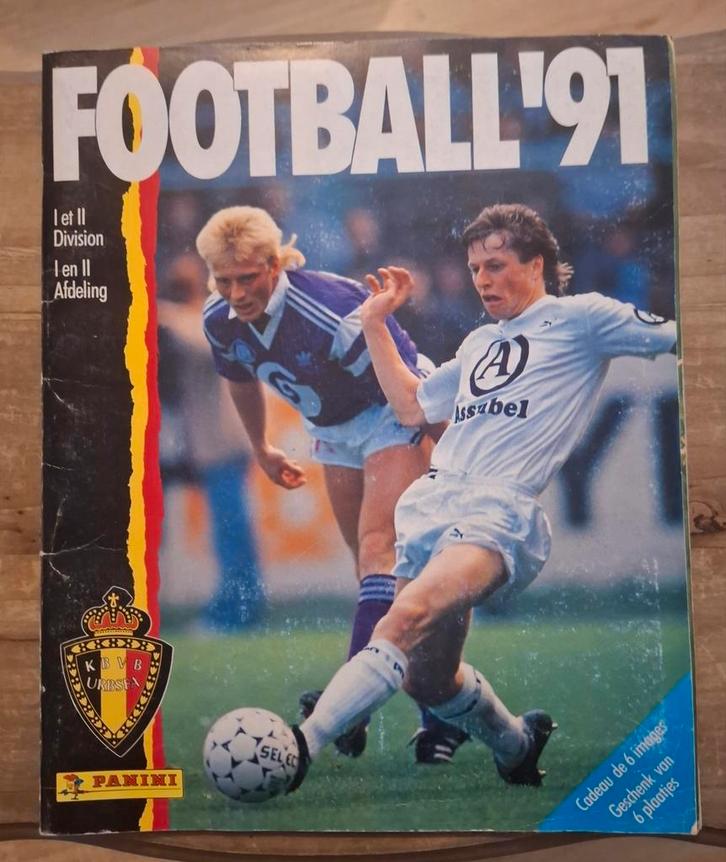 FOOTBALL '91
I et II
Division
I en II
Afdeling
G
A
Assubel
SELECT
K B V B
URBSFA
PANINI
Cadeau de 6 images
Geschenk van
6 plaatjes